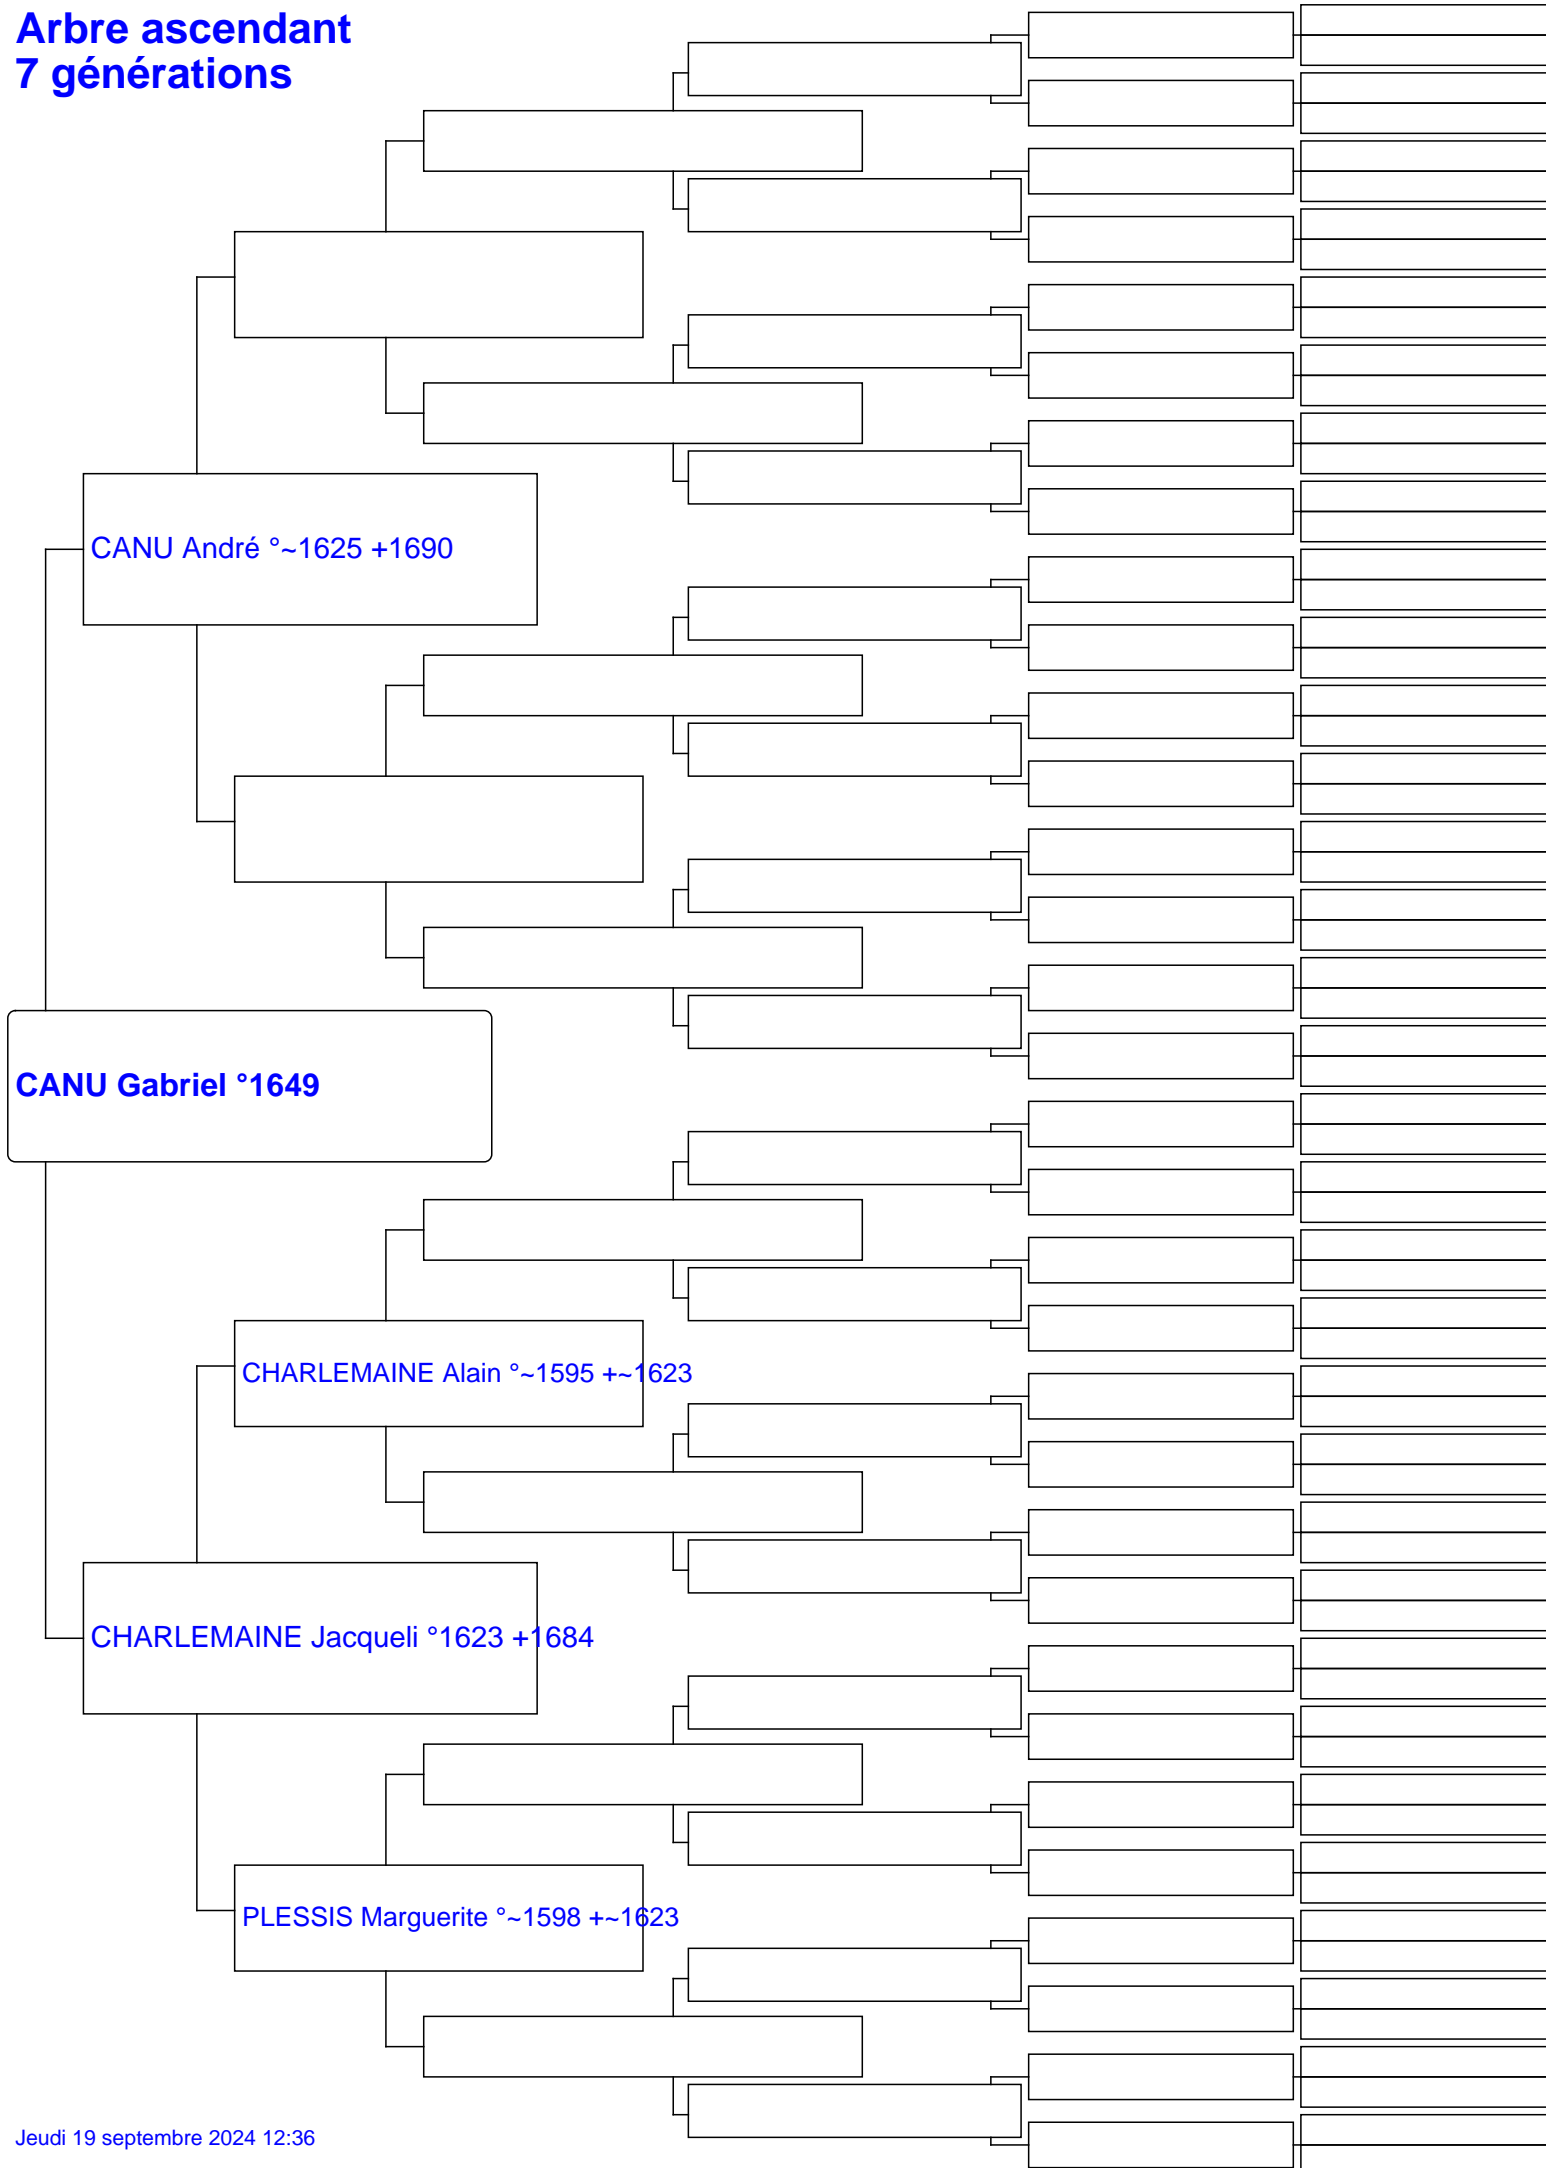 Arbre ascendant
7 générations
CANU André °~1625 +1690
CANU Gabriel °1649
CHARLEMAINE Alain °~1595 +~1623
CHARLEMAINE Jacqueli °1623 +1684
PLESSIS Marguerite °~1598 +~1623
Jeudi 19 septembre 2024 12:36